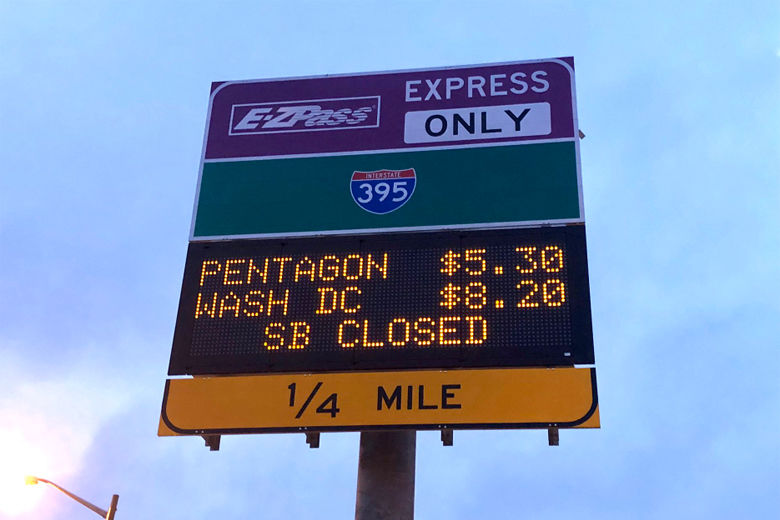 E-ZPass®
EXPRESS
ONLY
INTERSTATE
395
PENTAGON $5.30
WASH DC $8.20
SB CLOSED
1/4 MILE